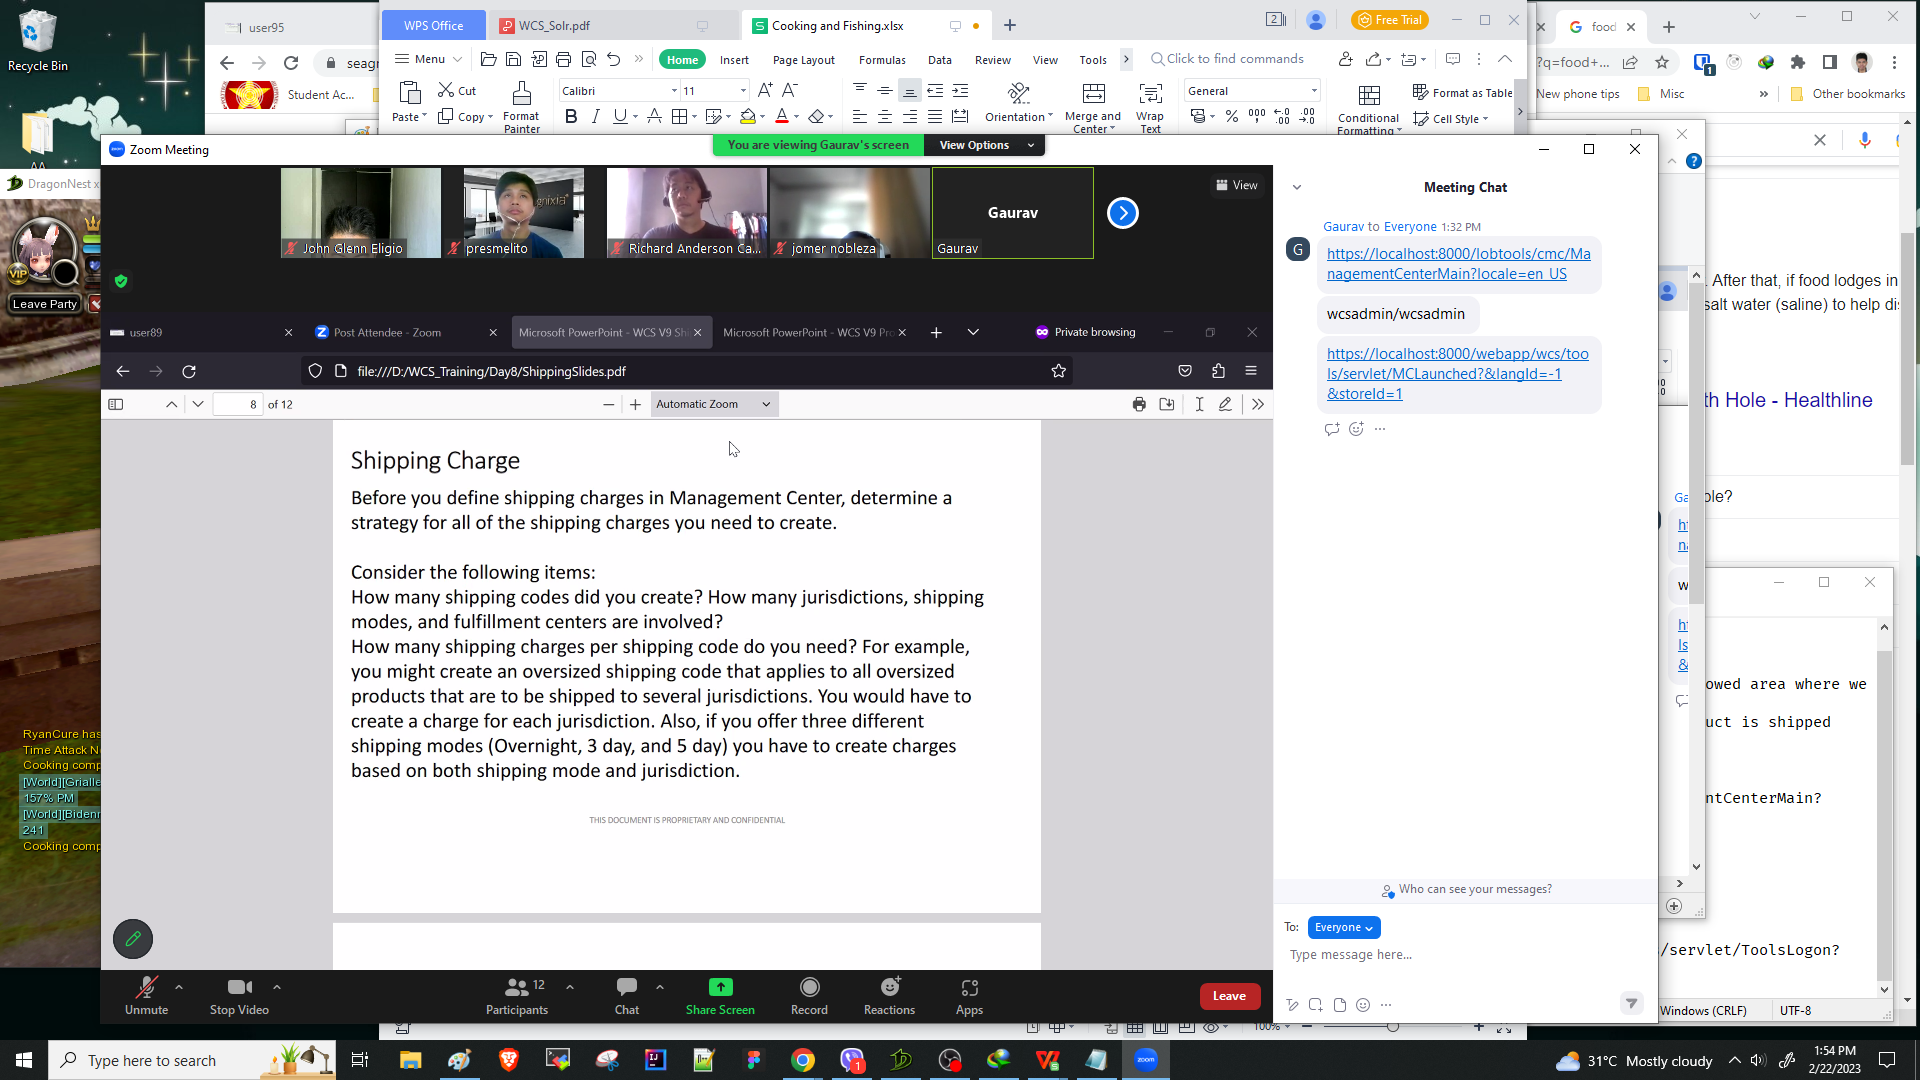 Recycle Bin
AA
user95
seagr
Student Ac...
WPS Office
WCS_Solr.pdf
Cooking and Fishing.xlsx
2
Free Trial
Menu
Home
Insert
Page Layout
Formulas
Data
Review
View
Tools
Click to find commands
Paste
Cut
Copy
Format Painter
Calibri
11
Orientation
Merge and Center
Wrap Text
General
Conditional Formatting
Format as Table
Cell Style
food
?q=food+...
New phone tips
Misc
Other bookmarks
DragonNest x
VIP
Leave Party
RyanCure has
Time Attack N
Cooking comp
[World][Grialle
157% PM
[World][Bidenr
241
Cooking comp
Zoom Meeting
You are viewing Gaurav's screen
View Options
View
John Glenn Eligio
presmelito
Richard Anderson Ca...
jomer nobleza
Gaurav
Gaurav
user89
Post Attendee - Zoom
Microsoft PowerPoint - WCS V9 Shi
Microsoft PowerPoint - WCS V9 Pro
Private browsing
file:///D:/WCS_Training/Day8/ShippingSlides.pdf
8 of 12
Automatic Zoom
Shipping Charge
Before you define shipping charges in Management Center, determine a
strategy for all of the shipping charges you need to create.
Consider the following items:
How many shipping codes did you create? How many jurisdictions, shipping
modes, and fulfillment centers are involved?
How many shipping charges per shipping code do you need? For example,
you might create an oversized shipping code that applies to all oversized
products that are to be shipped to several jurisdictions. You would have to
create a charge for each jurisdiction. Also, if you offer three different
shipping modes (Overnight, 3 day, and 5 day) you have to create charges
based on both shipping mode and jurisdiction.
THIS DOCUMENT IS PROPRIETARY AND CONFIDENTIAL
Unmute
Stop Video
Participants
12
Chat
Share Screen
Record
Reactions
Apps
Leave
Meeting Chat
Gaurav to Everyone 1:32 PM
G
https://localhost:8000/lobtools/cmc/Ma
nagementCenterMain?locale=en_US
wcsadmin/wcsadmin
https://localhost:8000/webapp/wcs/too
ls/servlet/MCLaunched?&langId=-1
&storeId=1
Who can see your messages?
To: Everyone
Type message here...
After that, if food lodges in
salt water (saline) to help dis
th Hole - Healthline
ble?
owed area where we
uct is shipped
ntCenterMain?
/servlet/ToolsLogon?
Windows (CRLF)
UTF-8
100%
Type here to search
31°C Mostly cloudy
1:54 PM
2/22/2023